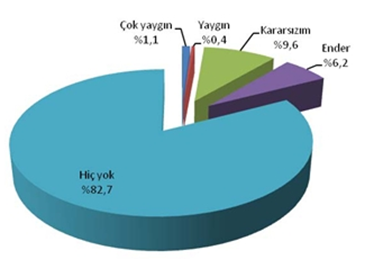 Çok yaygın
%1,1
Yaygın
%0,4
Kararsızım
%9,6
Ender
%6,2
Hiç yok
%82,7